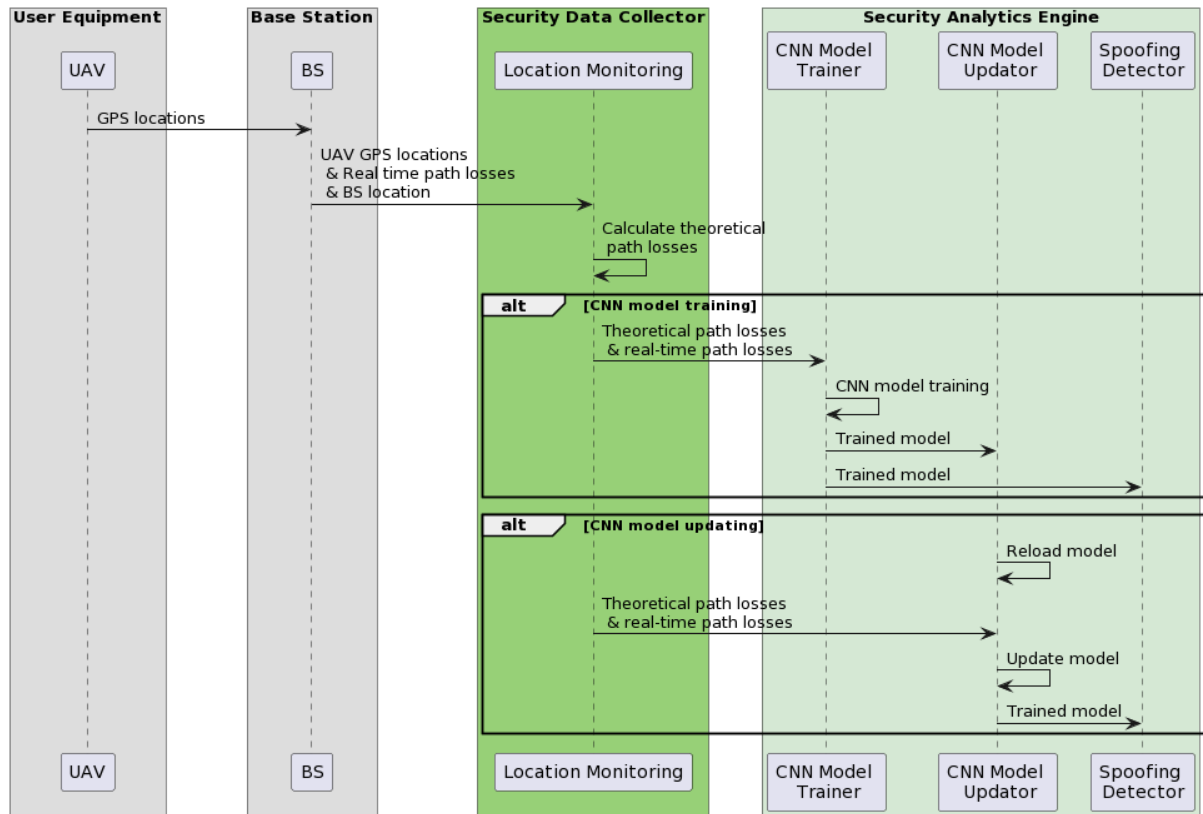 User Equipment
Base Station
Security Data Collector
Security Analytics Engine
UAV
BS
Location Monitoring
CNN Model
Trainer
CNN Model
Updator
Spoofing
Detector
GPS locations
UAV GPS locations
& Real time path losses
& BS location
Calculate theoretical
path losses
alt
[CNN model training]
Theoretical path losses
& real-time path losses
CNN model training
Trained model
Trained model
alt
[CNN model updating]
Reload model
Theoretical path losses
& real-time path losses
Update model
Trained model
UAV
BS
Location Monitoring
CNN Model
Trainer
CNN Model
Updator
Spoofing
Detector